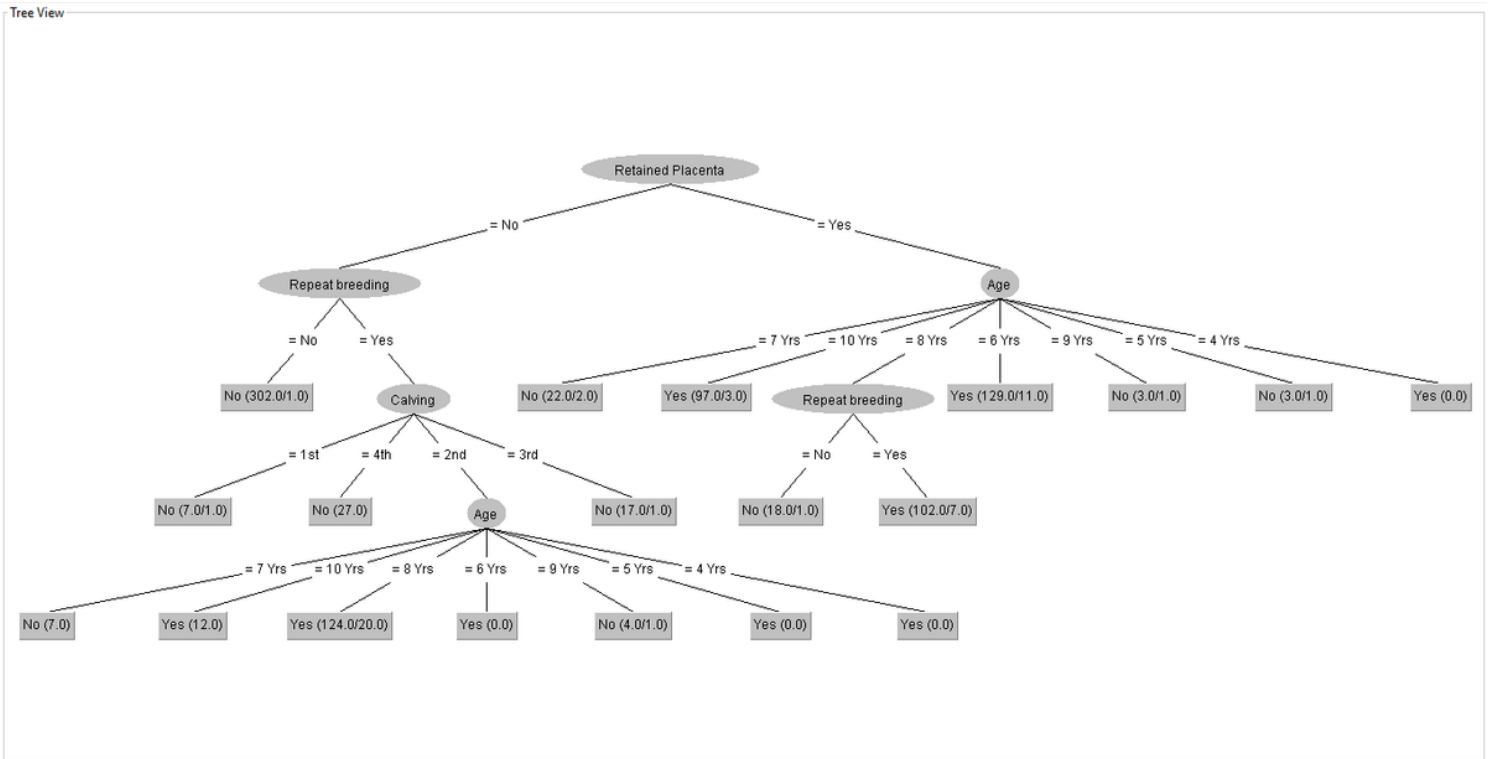 Tree View
Retained Placenta
= No
= Yes
Repeat breeding
Age
= No
= Yes
= 7 Yrs
= 10 Yrs
= 8 Yrs
= 6 Yrs
= 9 Yrs
= 5 Yrs
= 4 Yrs
No (302.0/1.0)
Calving
No (22.0/2.0)
Yes (97.0/3.0)
Repeat breeding
Yes (129.0/11.0)
No (3.0/1.0)
No (3.0/1.0)
Yes (0.0)
= 1st
= 4th
= 2nd
= 3rd
= No
= Yes
No (7.0/1.0)
No (27.0)
Age
No (17.0/1.0)
No (18.0/1.0)
Yes (102.0/7.0)
= 7 Yrs
= 10 Yrs
= 8 Yrs
= 6 Yrs
= 9 Yrs
= 5 Yrs
= 4 Yrs
No (7.0)
Yes (12.0)
Yes (124.0/20.0)
Yes (0.0)
No (4.0/1.0)
Yes (0.0)
Yes (0.0)